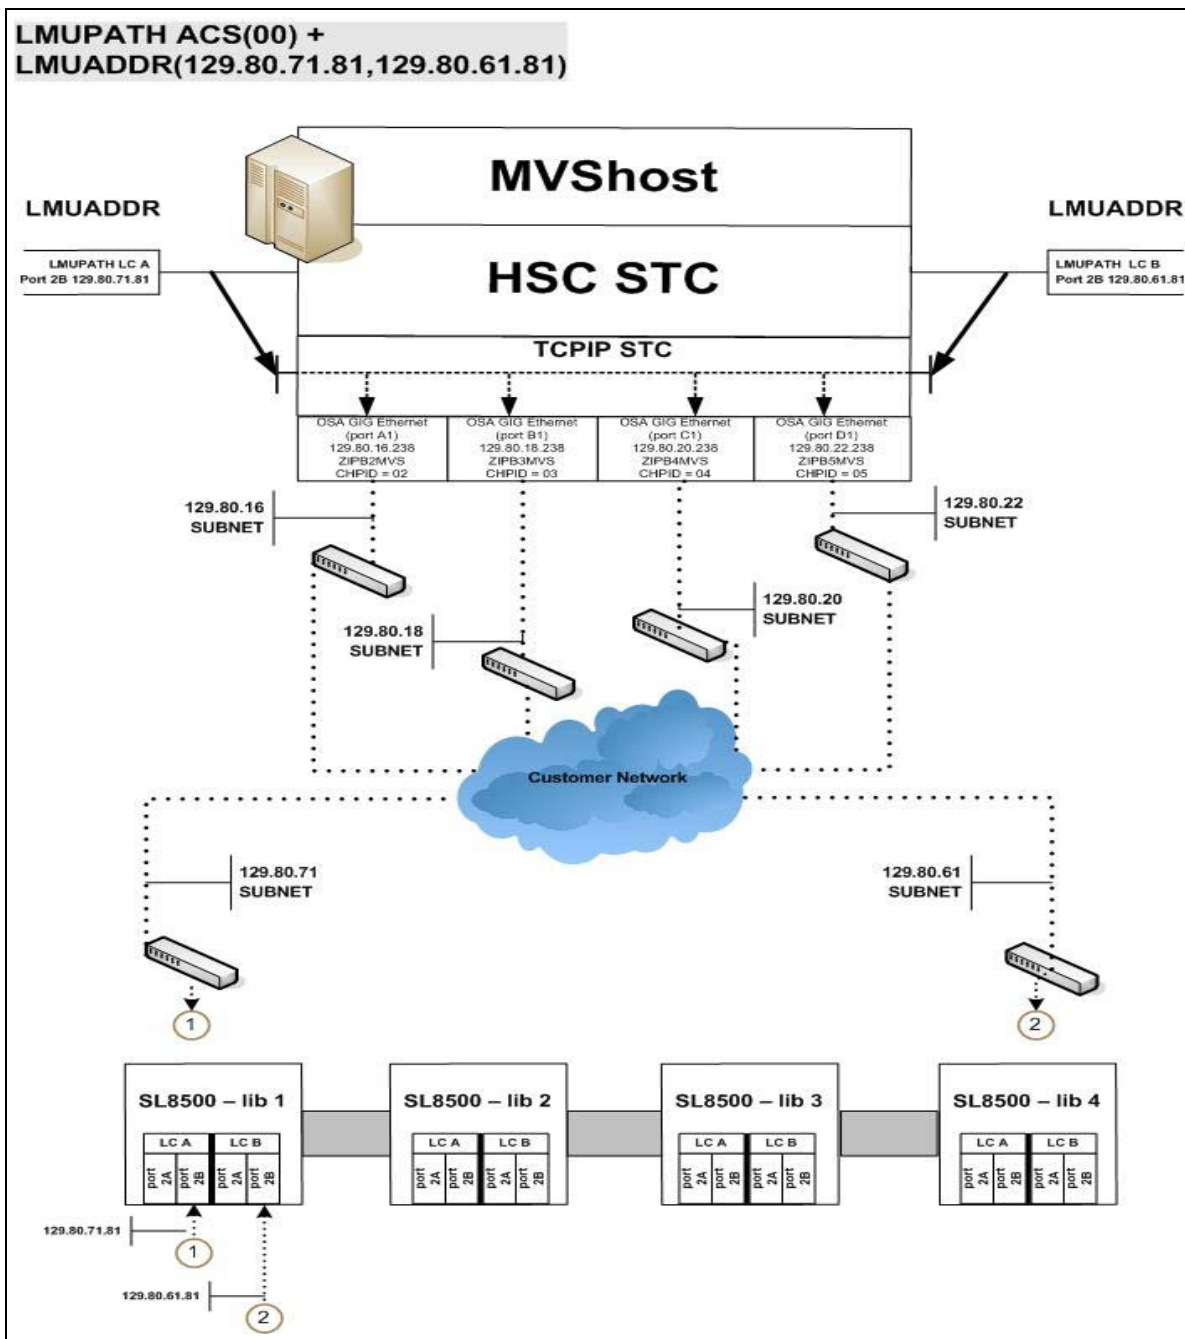 LMUPATH ACS(00) +
LMUADDR(129.80.71.81,129.80.61.81)
MVShost
LMUADDR
LMUADDR
LMUPATH LC A
Port 2B 129.80.71.81
HSC STC
LMUPATH LC B
Port 2B 129.80.61.81
TCPIP STC
OSA GIG Ethernet
(port A1)
129.80.16.238
ZIPB2MVS
CHPID = 02
OSA GIG Ethernet
(port B1)
129.80.18.238
ZIPB3MVS
CHPID = 03
OSA GIG Ethernet
(port C1)
129.80.20.238
ZIPB4MVS
CHPID = 04
OSA GIG Ethernet
(port D1)
129.80.22.238
ZIPB5MVS
CHPID = 05
129.80.16
SUBNET
129.80.22
SUBNET
129.80.18
SUBNET
129.80.20
SUBNET
Customer Network
129.80.71
SUBNET
129.80.61
SUBNET
1
2
SL8500 – lib 1
LC A
LC B
port 2A
port 2B
port 2A
port 2B
SL8500 – lib 2
LC A
LC B
port 2A
port 2B
port 2A
port 2B
SL8500 – lib 3
LC A
LC B
port 2A
port 2B
port 2A
port 2B
SL8500 – lib 4
LC A
LC B
port 2A
port 2B
port 2A
port 2B
129.80.71.81
1
129.80.61.81
2